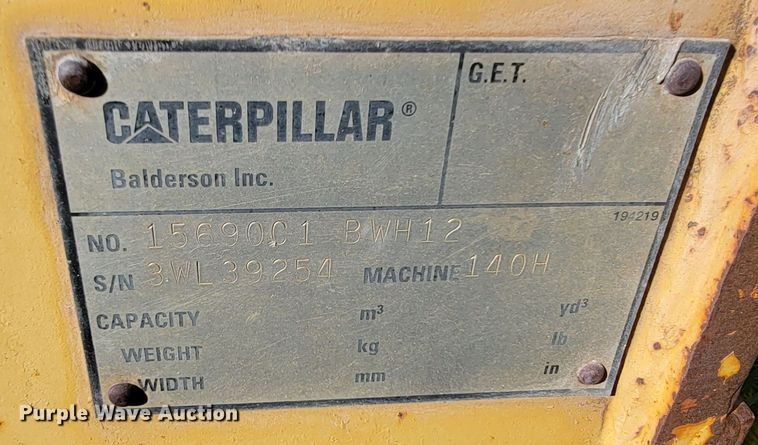 CATERPILLAR®
Balderson Inc.
G.E.T.
194219
NO. 15690C1 BWH12
S/N 3WL39254 MACHINE 140H
CAPACITY m³ yd³
WEIGHT kg lb
WIDTH mm in
Purple Wave Auction